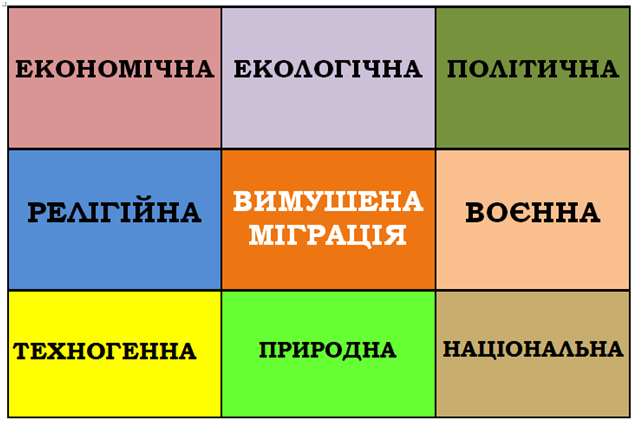 ЕКОНОМІЧНА
ЕКОЛОГІЧНА
ПОЛІТИЧНА
РЕЛІГІЙНА
ВИМУШЕНА
МІГРАЦІЯ
ВОЄННА
ТЕХНОГЕННА
ПРИРОДНА
НАЦІОНАЛЬНА